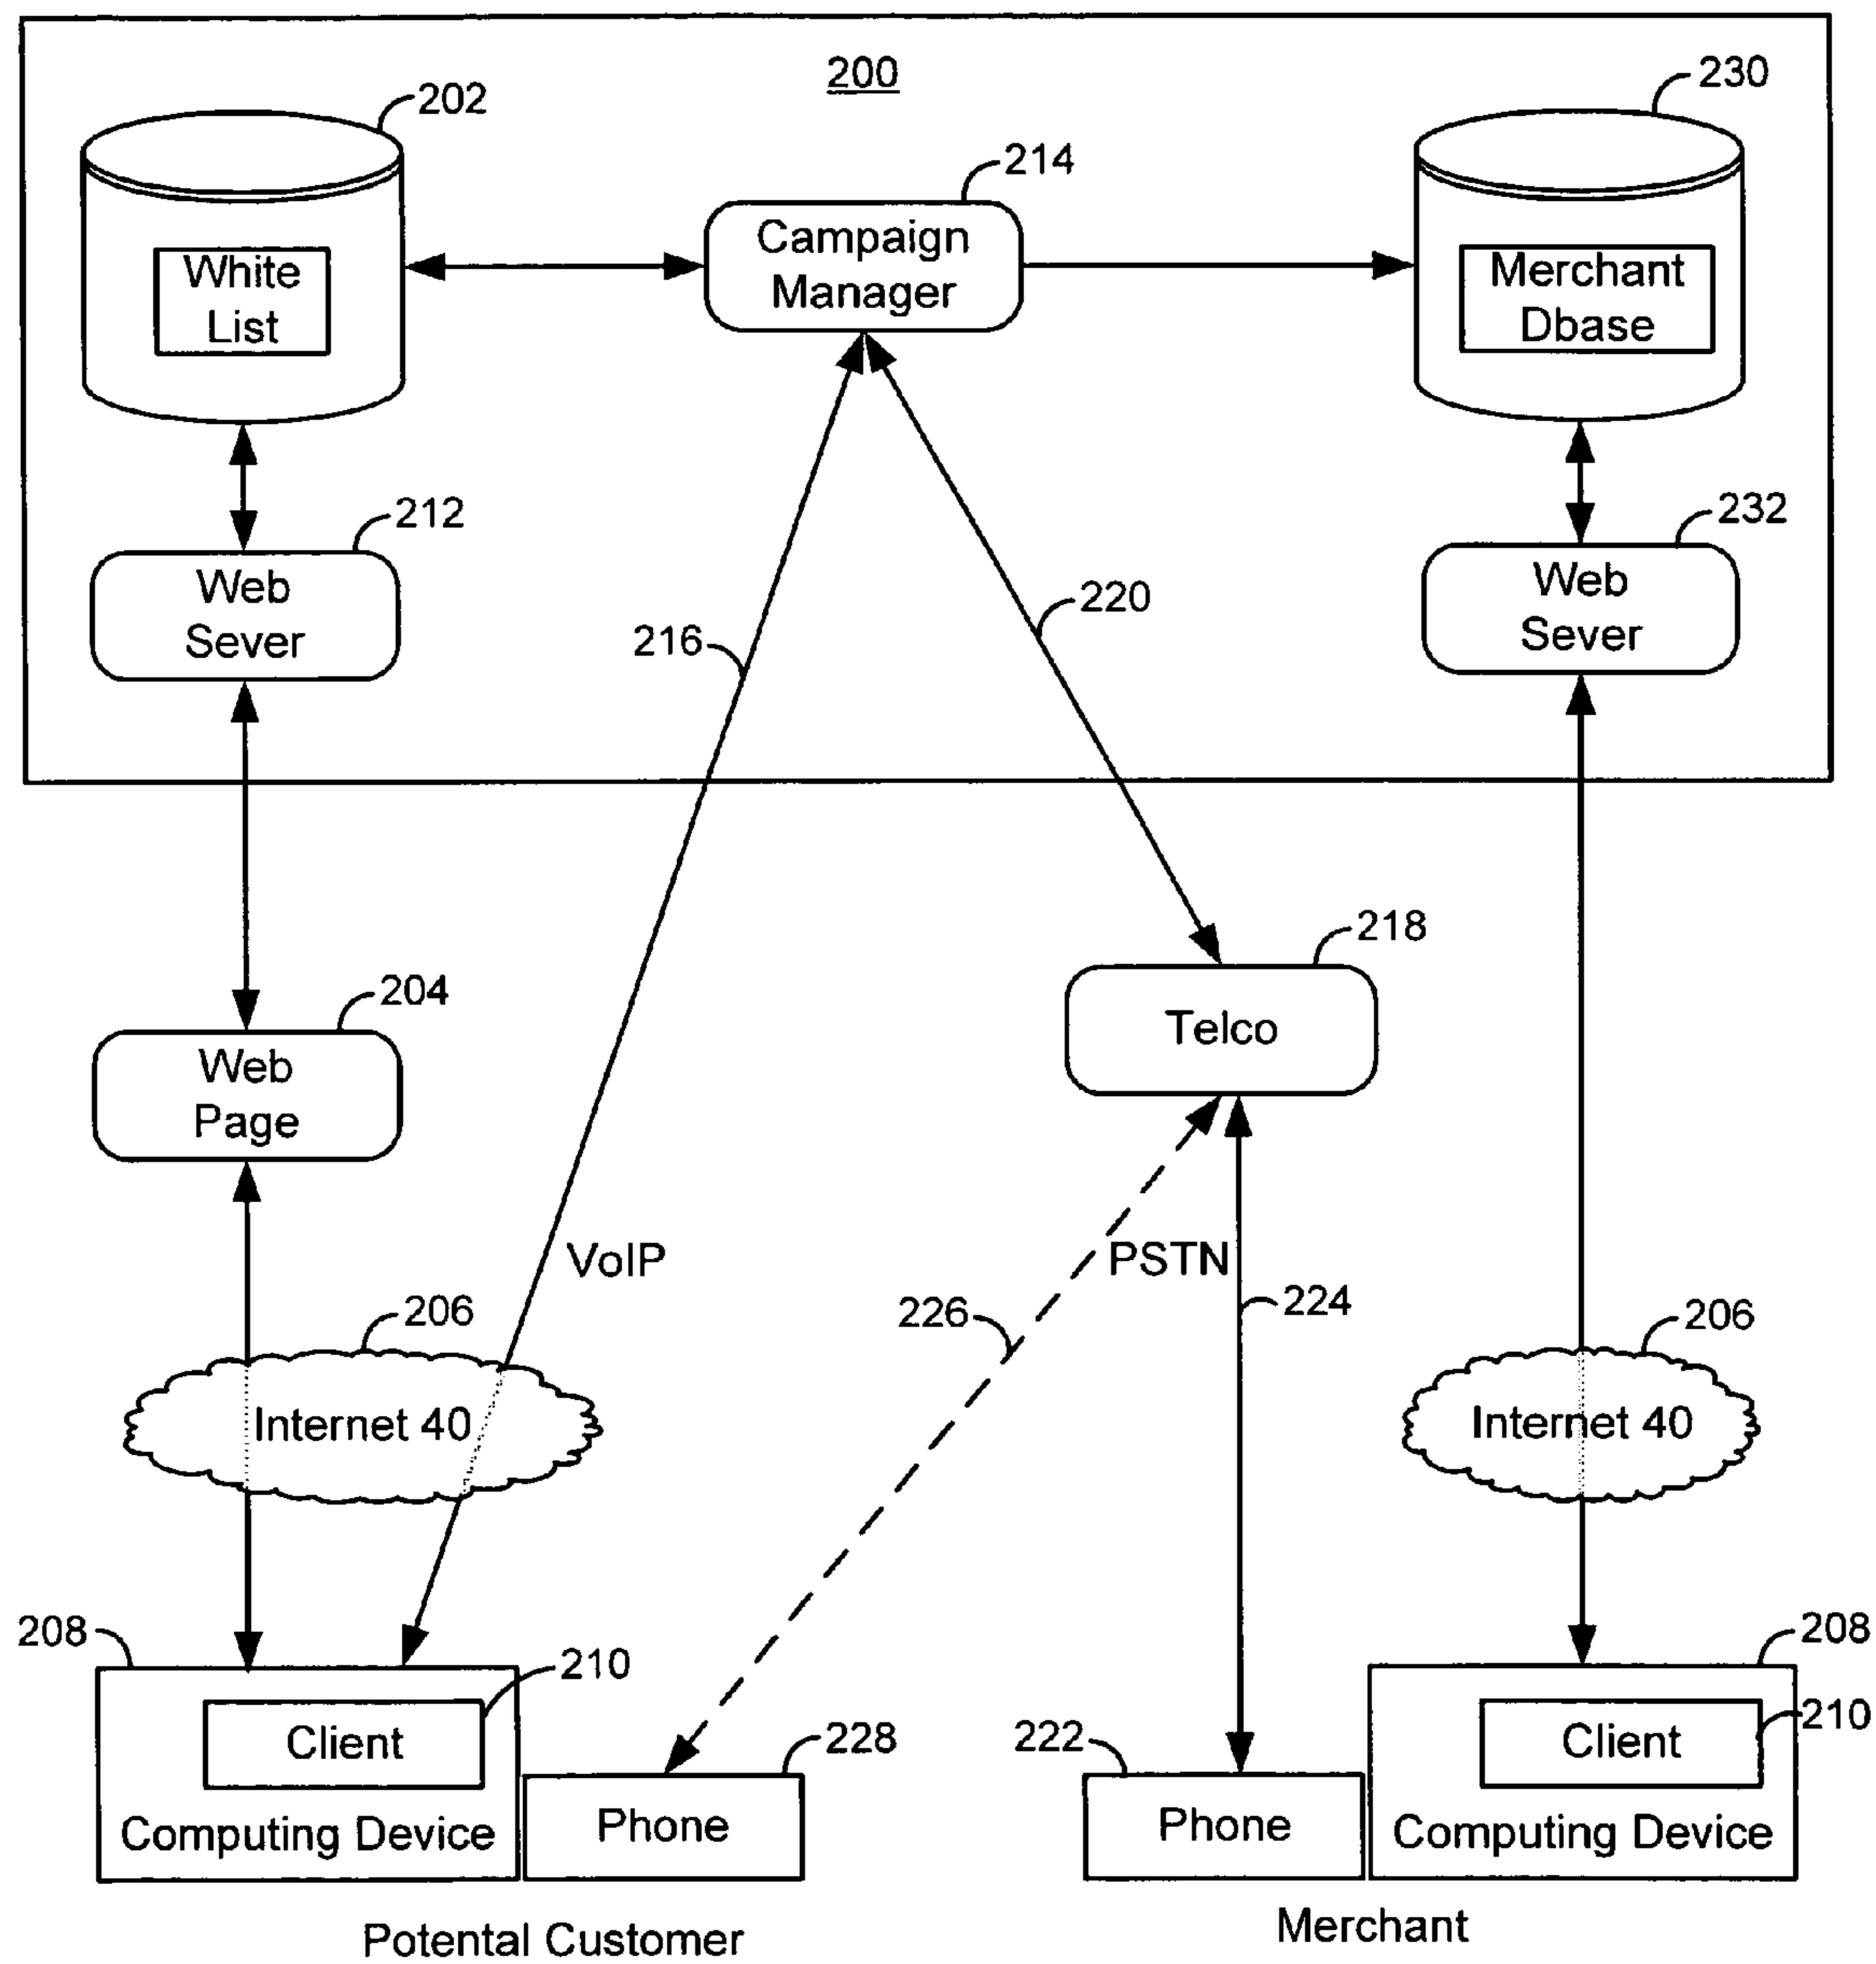 200
202
230
214
Campaign
Manager
White
List
Merchant
Dbase
212
232
Web
Sever
Web
Sever
216
220
218
204
Telco
Web
Page
VoIP
PSTN
206
226
224
206
Internet 40
Internet 40
208
210
208
210
Client
228
222
Client
Computing Device
Phone
Phone
Computing Device
Potental Customer
Merchant